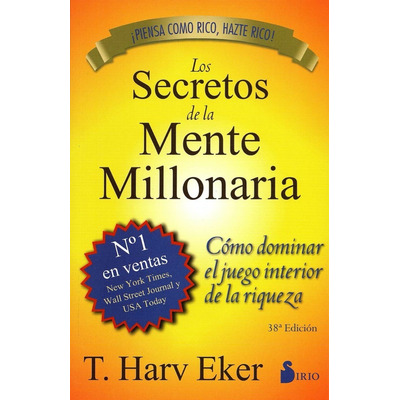 ¡PIENSA COMO RICO, HAZTE RICO!
Los
Secretos
de la
Mente
Millonaria
Nº1
en ventas
New York Times,
Wall Street Journal y
USA Today
Cómo dominar
el juego interior
de la riqueza
38ª Edición
T. Harv Eker
SIRIO